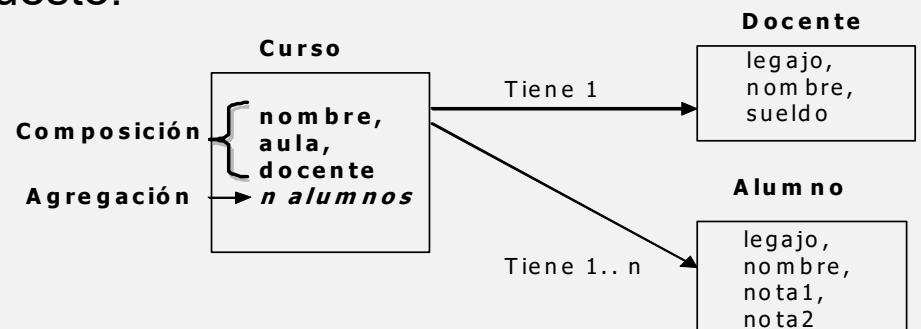 Curso
Composición
nombre,
aula,
docente
Agregación
n alumnos
Tiene 1
Tiene 1.. n
Docente
legajo,
nombre,
sueldo
Alumno
legajo,
nombre,
nota1,
nota2